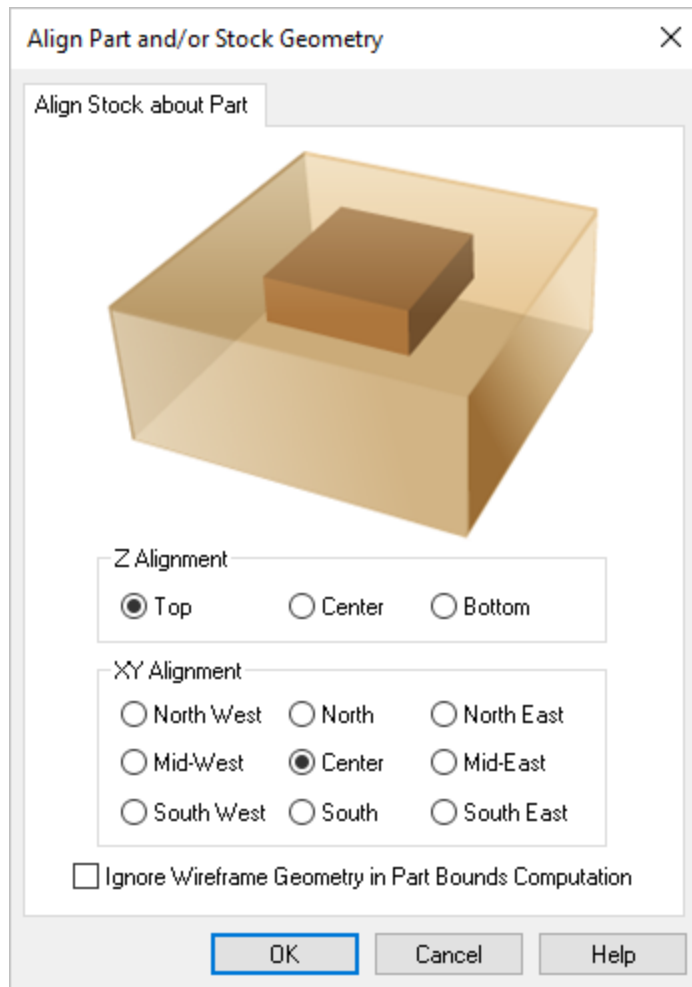 Align Part and/or Stock Geometry
Align Stock about Part
Z Alignment
Top Center Bottom
XY Alignment
North West North North East
Mid-West Center Mid-East
South West South South East
Ignore Wireframe Geometry in Part Bounds Computation
OK Cancel Help